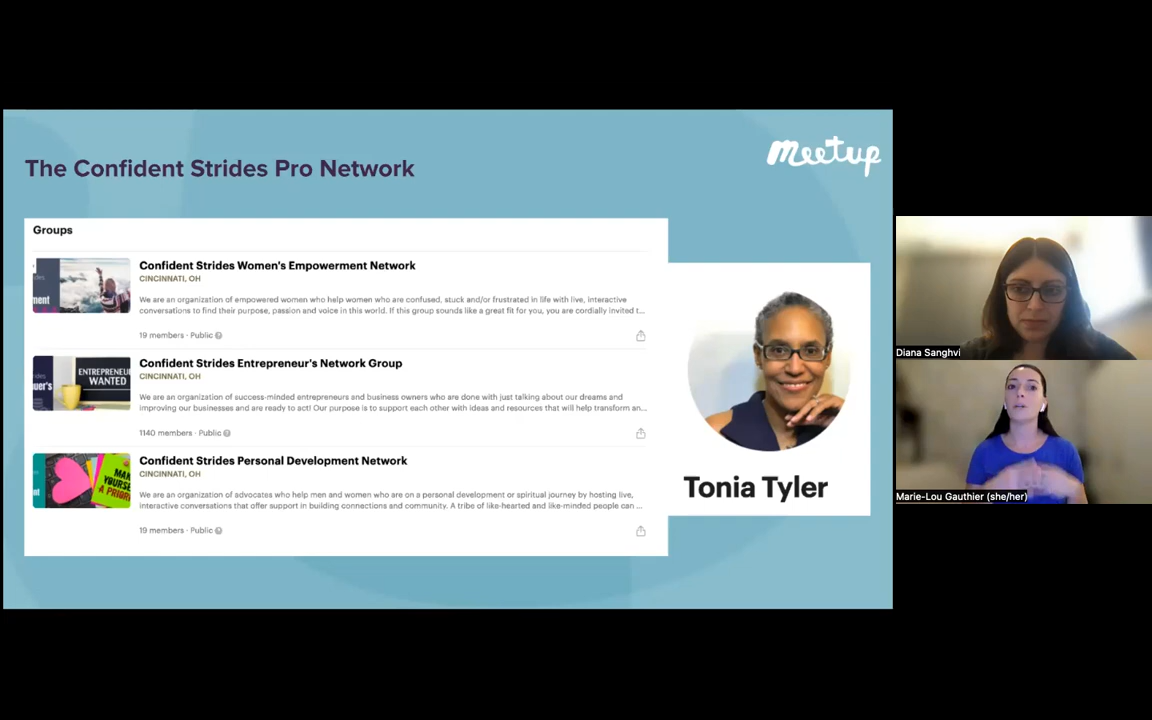 The Confident Strides Pro Network
meetup
Groups
Confident Strides Women's Empowerment Network
CINCINNATI, OH
We are an organization of empowered women who help women who are confused, stuck and/or frustrated in life with live, interactive
conversations to find their purpose, passion and voice in this world. If this group sounds like a great fit for you, you are cordially invited t...
19 members · Public
Confident Strides Entrepreneur's Network Group
CINCINNATI, OH
ENTREPRENEU
WANTED
We are an organization of success-minded entrepreneurs and business owners who are done with just talking about our dreams and
improving our businesses and are ready to act! Our purpose is to support each other with ideas and resources that will help transform an...
1140 members · Public
Confident Strides Personal Development Network
CINCINNATI, OH
YOURSE
A PRIORI
We are an organization of advocates who help men and women who are on a personal development or spiritual journey by hosting live,
interactive conversations that offer support in building connections and community. A tribe of like-hearted and like-minded people can ...
19 members · Public
Tonia Tyler
Diana Sanghvi
Marie-Lou Gauthier (she/her)